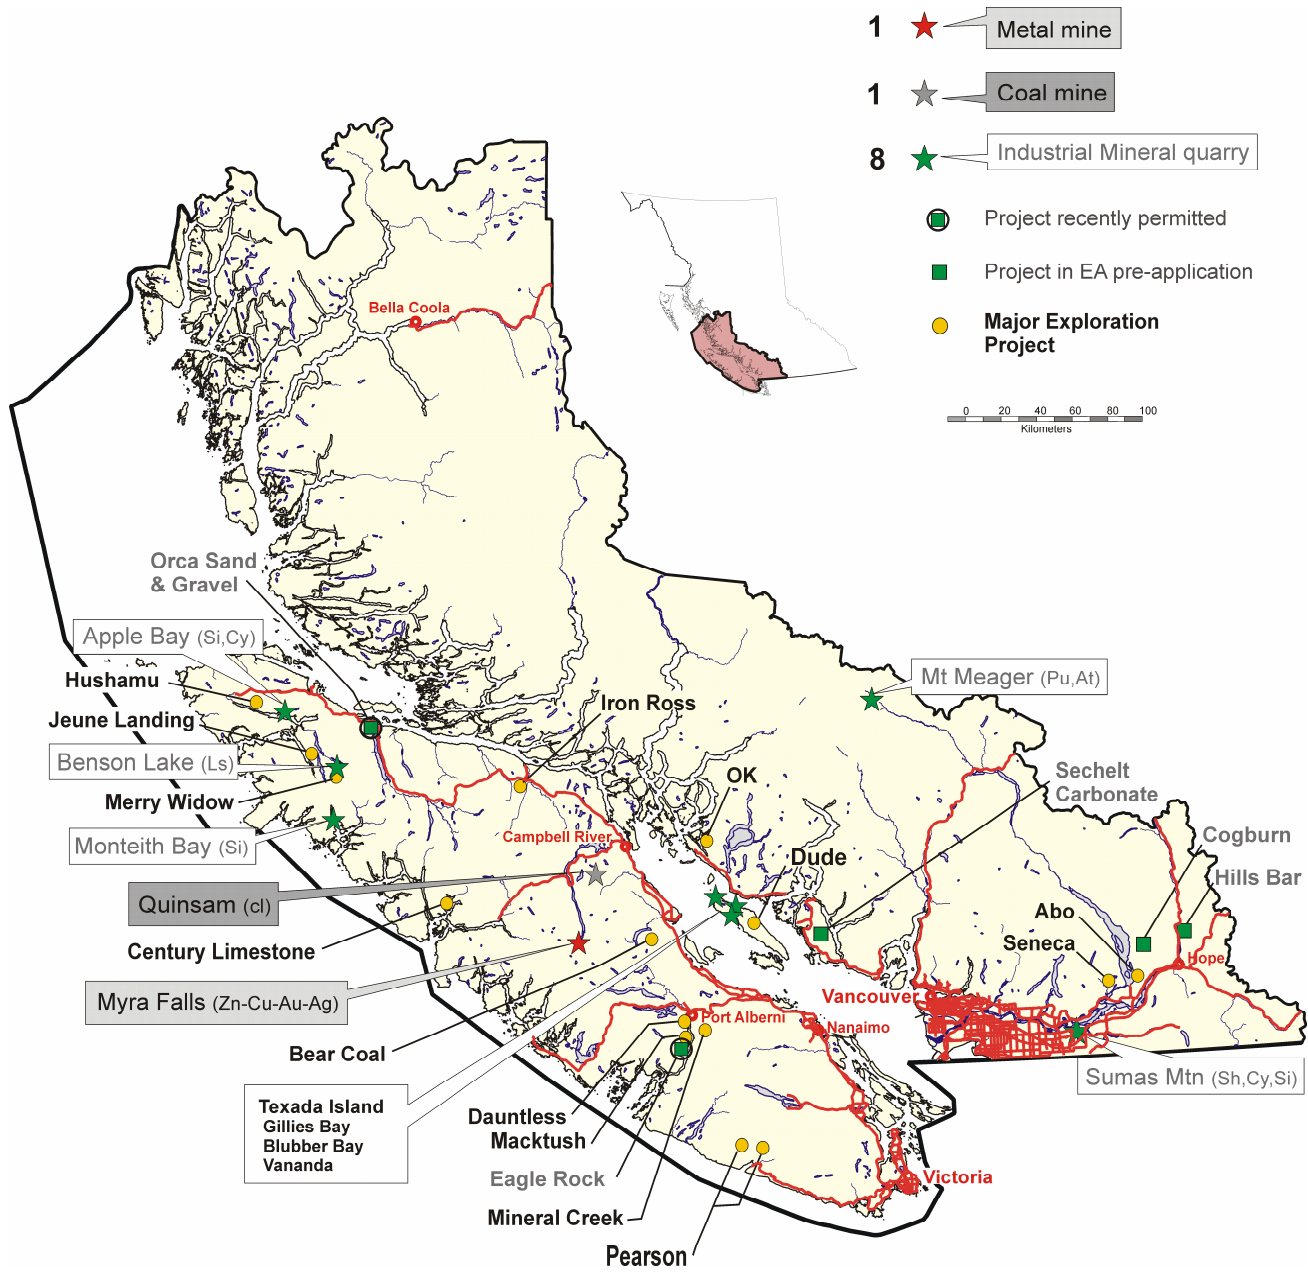 1
Metal mine
1
Coal mine
8
Industrial Mineral quarry
Project recently permitted
Project in EA pre-application
Major Exploration
Project
0 20 40 60 80 100
Kilometers
Bella Coola
Orca Sand
& Gravel
Apple Bay (Si,Cy)
Hushamu
Jeune Landing
Benson Lake (Ls)
Merry Widow
Monteith Bay (Si)
Quinsam (cl)
Century Limestone
Myra Falls (Zn-Cu-Au-Ag)
Bear Coal
Texada Island
Gillies Bay
Blubber Bay
Vananda
Iron Ross
Campbell River
OK
Dude
Mt Meager (Pu,At)
Sechelt
Carbonate
Cogburn
Hills Bar
Abo
Seneca
Hope
Vancouver
Port Alberni
Nanaimo
Sumas Mtn (Sh,Cy,Si)
Dauntless
Macktush
Eagle Rock
Mineral Creek
Pearson
Victoria